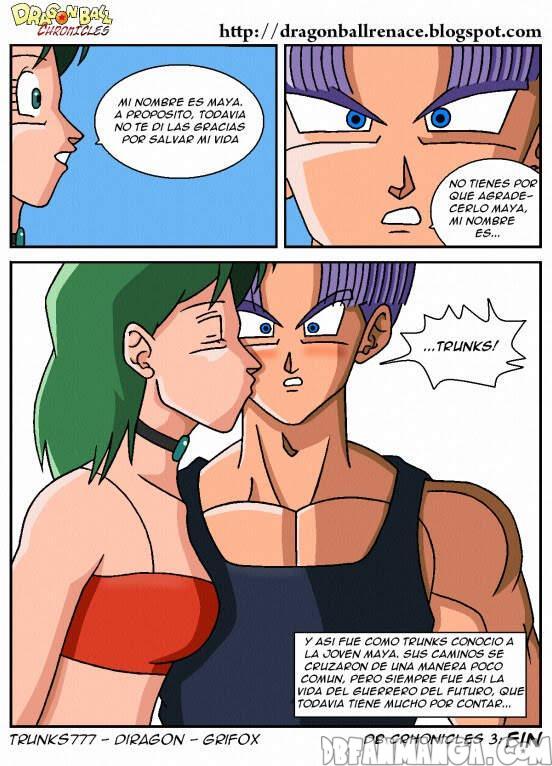 DRAGON BALL
CHRONICLES
http://dragonballrenace.blogspot.com
MI NOMBRE ES MAYA.
A PROPOSITO, TODAVIA
NO TE DI LAS GRACIAS
POR SALVAR MI VIDA
NO TIENES POR
QUE AGRADE-
CERLO MAYA,
MI NOMBRE
ES...
...TRUNKS!
Y ASI FUE COMO TRUNKS CONOCIO A
LA JOVEN MAYA. SUS CAMINOS SE
CRUZARON DE UNA MANERA POCO
COMUN, PERO SIEMPRE FUE ASI LA
VIDA DEL GUERRERO DEL FUTURO, QUE
TODAVIA TIENE MUCHO POR CONTAR...
TRUNKS777 - DIRAGON - GRIFOX
DB CRHONICLES 3: FIN
DBFANMANGA.COM